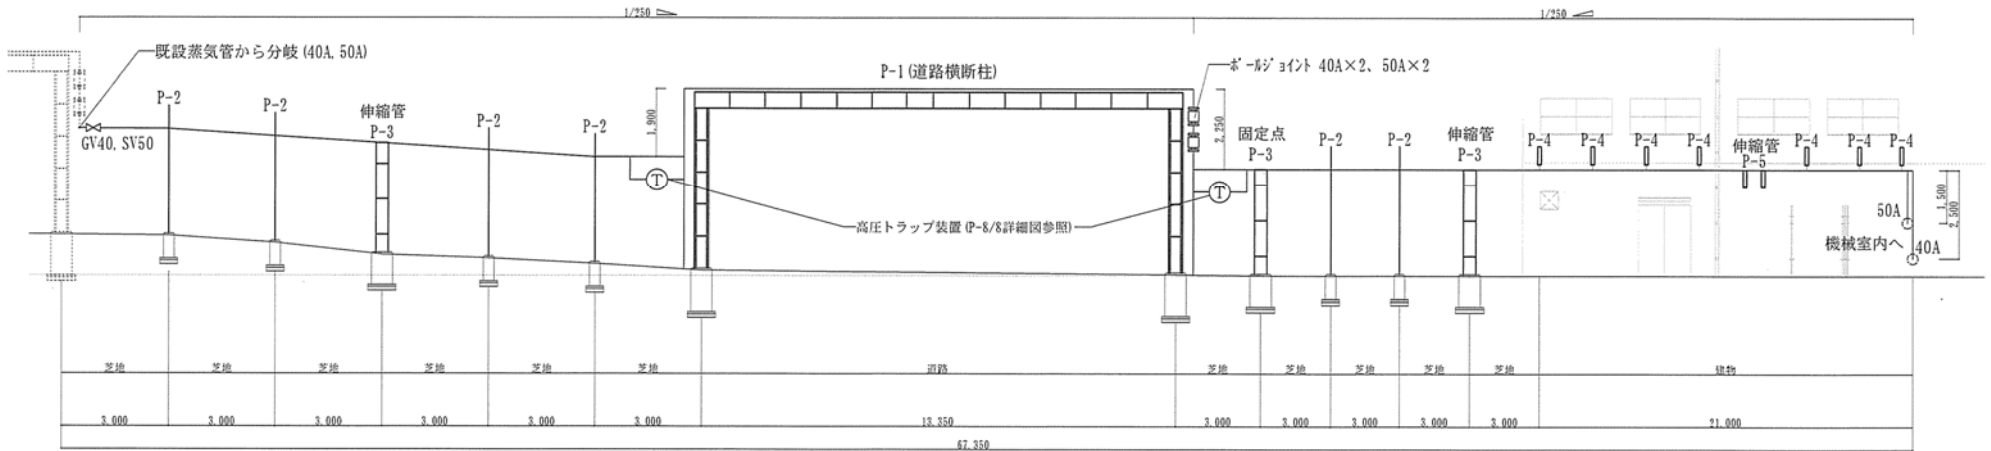 1/250
1/250
既設蒸気管から分岐 (40A, 50A)
P-1 (道路横断柱)
ボールジョイント 40A×2、50A×2
P-2
P-2
伸縮管
P-3
P-2
P-2
1,900
2,250
固定点
P-3
P-2
P-2
伸縮管
P-3
P-4
P-4
P-4
P-4
伸縮管
P-5
P-4
P-4
P-4
GV40, SV50
T
T
高圧トラップ装置 (P-8/8詳細図参照)
1,500
2,500
50A
機械室内へ
40A
芝地 芝地 芝地 芝地 芝地 芝地 道路 芝地 芝地 芝地 芝地 芝地 建物
3.000 3.000 3.000 3.000 3.000 3.000 13.350 3.000 3.000 3.000 3.000 3.000 21.000
67.350